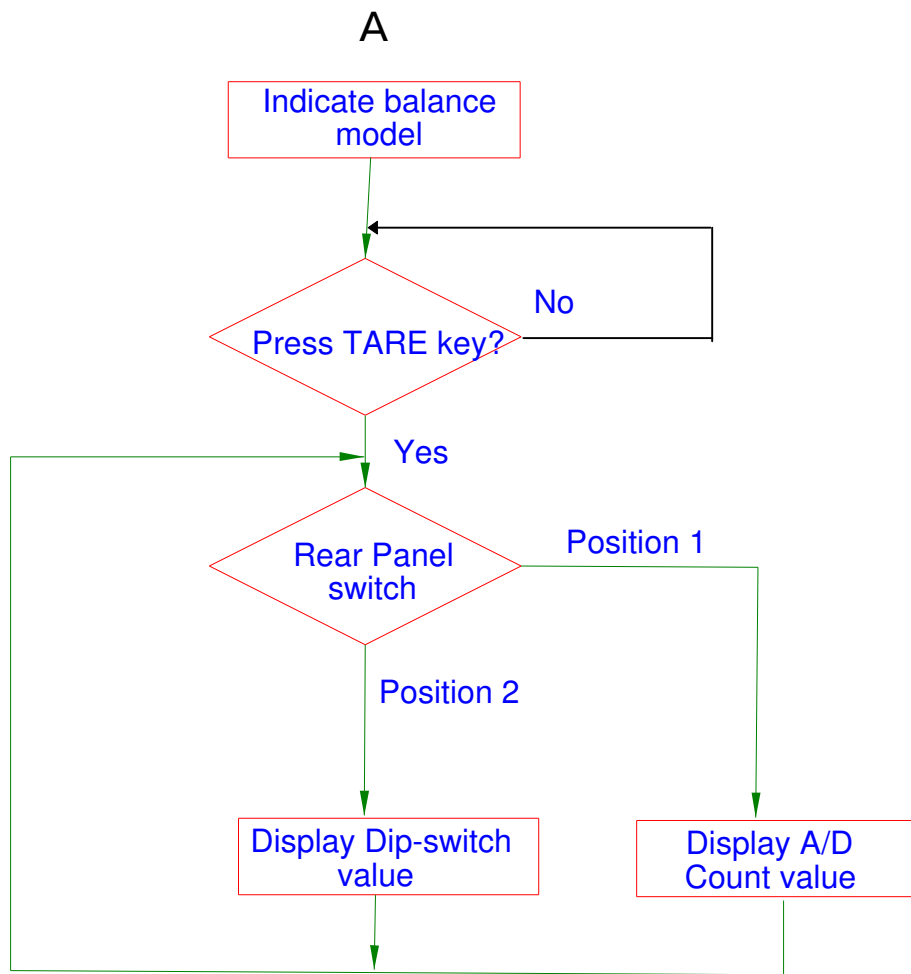 A
Indicate balance
model
No
Press TARE key?
Yes
Position 1
Rear Panel
switch
Position 2
Display Dip-switch
value
Display A/D
Count value